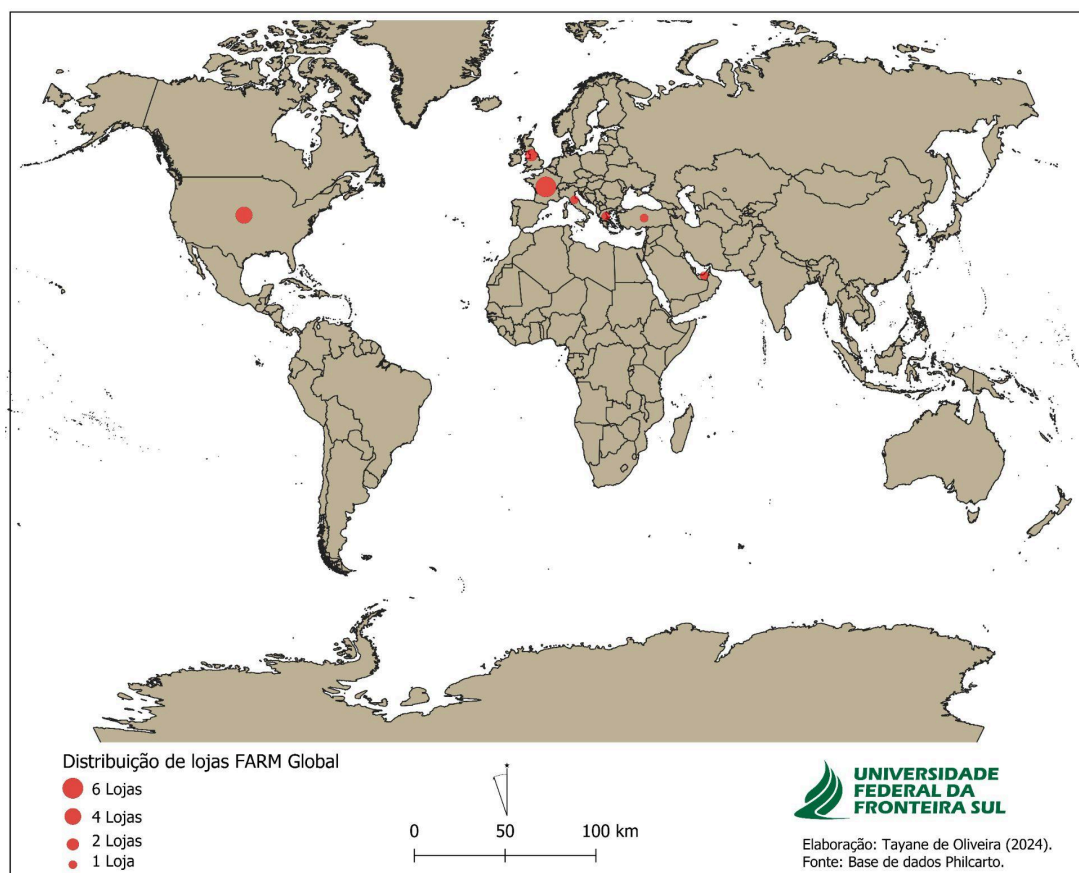 Distribuição de lojas FARM Global
6 Lojas
4 Lojas
2 Lojas
1 Loja
0 50 100 km
UNIVERSIDADE
FEDERAL DA
FRONTEIRA SUL
Elaboração: Tayane de Oliveira (2024).
Fonte: Base de dados Philcarto.